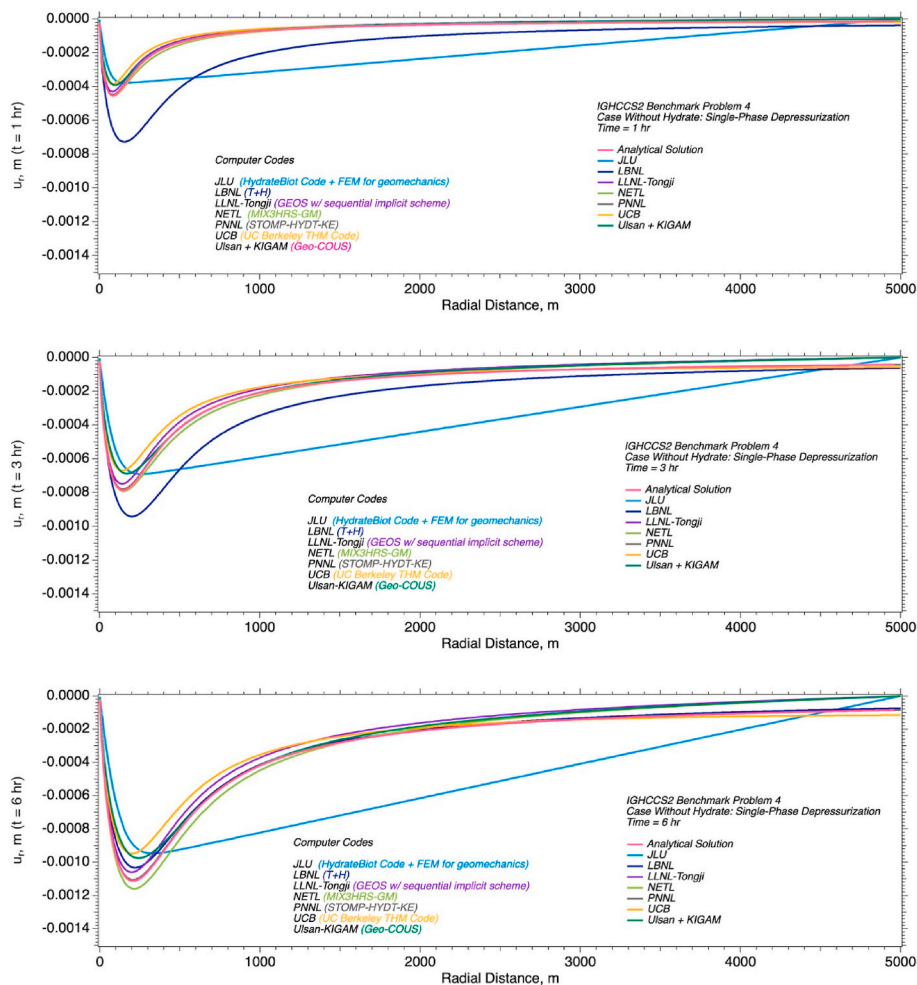 0.0000
-0.0002
-0.0004
-0.0006
-0.0008
-0.0010
-0.0012
-0.0014
u_r, m (t = 1 hr)
IGHCCS2 Benchmark Problem 4
Case Without Hydrate: Single-Phase Depressurization
Time = 1 hr
Analytical Solution
JLU
LBNL
LLNL-Tongji
NETL
PNNL
UCB
Ulsan + KIGAM
Computer Codes
JLU (HydrateBiot Code + FEM for geomechanics)
LBNL (T+H)
LLNL-Tongji (GEOS w/ sequential implicit scheme)
NETL (MIX3HRS-GM)
PNNL (STOMP-HYDT-KE)
UCB (UC Berkeley THM Code)
Ulsan + KIGAM (Geo-COUS)
0 1000 2000 3000 4000 5000
Radial Distance, m
0.0000
-0.0002
-0.0004
-0.0006
-0.0008
-0.0010
-0.0012
-0.0014
u_r, m (t = 3 hr)
IGHCCS2 Benchmark Problem 4
Case Without Hydrate: Single-Phase Depressurization
Time = 3 hr
Analytical Solution
JLU
LBNL
LLNL-Tongji
NETL
PNNL
UCB
Ulsan + KIGAM
Computer Codes
JLU (HydrateBiot Code + FEM for geomechanics)
LBNL (T+H)
LLNL-Tongji (GEOS w/ sequential implicit scheme)
NETL (MIX3HRS-GM)
PNNL (STOMP-HYDT-KE)
UCB (UC Berkeley THM Code)
Ulsan-KIGAM (Geo-COUS)
0 1000 2000 3000 4000 5000
Radial Distance, m
0.0000
-0.0002
-0.0004
-0.0006
-0.0008
-0.0010
-0.0012
-0.0014
u_r, m (t = 6 hr)
IGHCCS2 Benchmark Problem 4
Case Without Hydrate: Single-Phase Depressurization
Time = 6 hr
Analytical Solution
JLU
LBNL
LLNL-Tongji
NETL
PNNL
UCB
Ulsan + KIGAM
Computer Codes
JLU (HydrateBiot Code + FEM for geomechanics)
LBNL (T+H)
LLNL-Tongji (GEOS w/ sequential implicit scheme)
NETL (MIX3HRS-GM)
PNNL (STOMP-HYDT-KE)
UCB (UC Berkeley THM Code)
Ulsan-KIGAM (Geo-COUS)
0 1000 2000 3000 4000 5000
Radial Distance, m